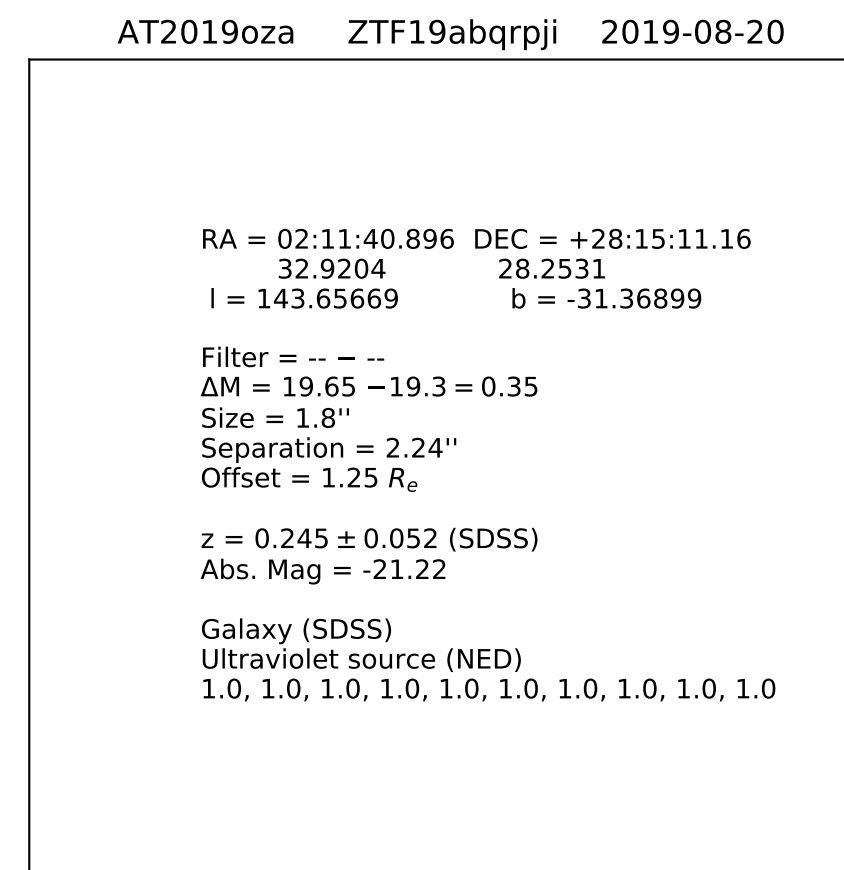 AT2019oza ZTF19abqrpji 2019-08-20
RA = 02:11:40.896 DEC = +28:15:11.16
32.9204 28.2531
l = 143.65669 b = -31.36899
Filter = -- − --
ΔM = 19.65 −19.3 = 0.35
Size = 1.8''
Separation = 2.24''
Offset = 1.25 Rₑ
z = 0.245 ± 0.052 (SDSS)
Abs. Mag = -21.22
Galaxy (SDSS)
Ultraviolet source (NED)
1.0, 1.0, 1.0, 1.0, 1.0, 1.0, 1.0, 1.0, 1.0, 1.0